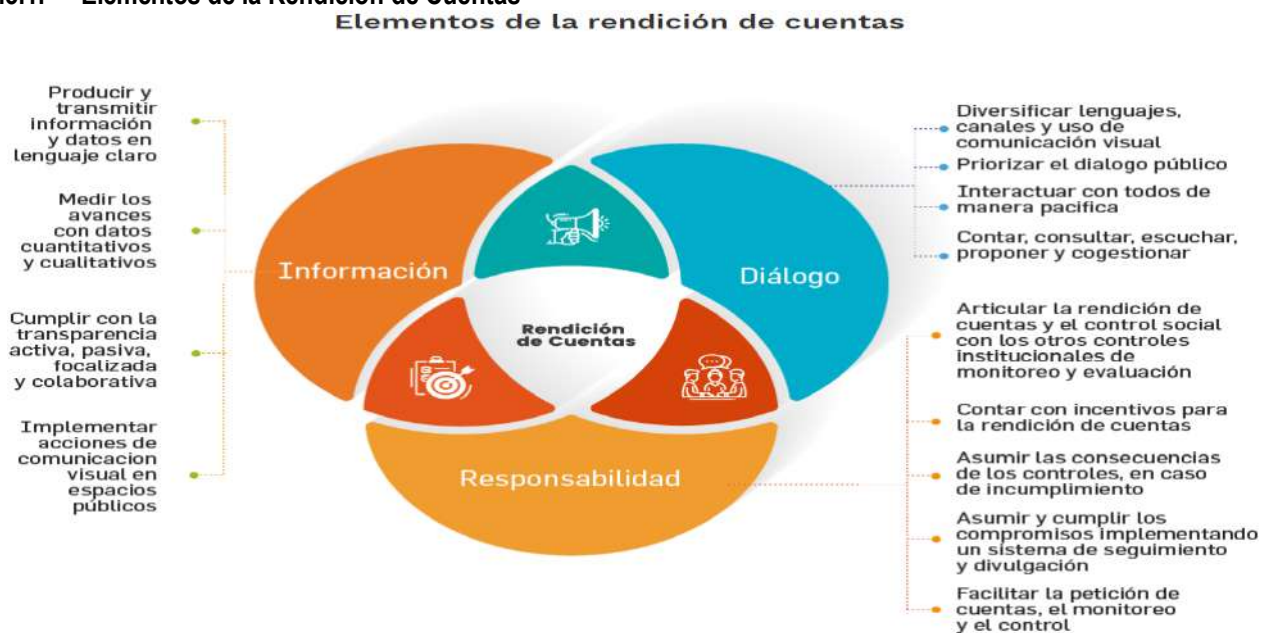 Elementos de la Rendición de Cuentas
Elementos de la rendición de cuentas
Producir y
transmitir
información
y datos en
lenguaje claro
Medir los
avances
con datos
cuantitativos
y cualitativos
Cumplir con la
transparencia
activa, pasiva,
focalizada
y colaborativa
Implementar
acciones de
comunicacion
visual en
espacios
públicos
Información
Diálogo
Rendición
de Cuentas
Responsabilidad
Diversificar lenguajes,
canales y uso de
comunicación visual
Priorizar el dialogo público
Interactuar con todos de
manera pacifica
Contar, consultar, escuchar,
proponer y cogestionar
Articular la rendición de
cuentas y el control social
con los otros controles
institucionales de
monitoreo y evaluación
Contar con incentivos para
la rendición de cuentas
Asumir las consecuencias
de los controles, en caso
de incumplimiento
Asumir y cumplir los
compromisos implementando
un sistema de seguimiento
y divulgación
Facilitar la petición de
cuentas, el monitoreo
y el control